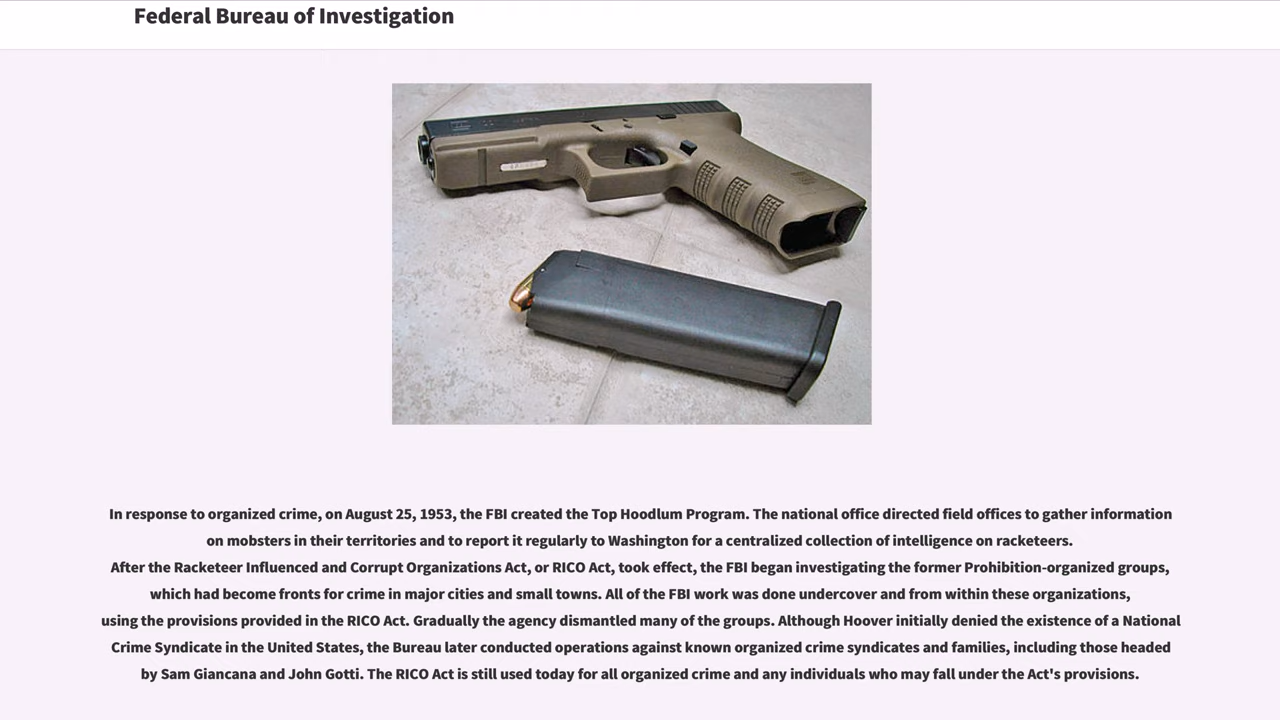 Federal Bureau of Investigation
In response to organized crime, on August 25, 1953, the FBI created the Top Hoodlum Program. The national office directed field offices to gather information
on mobsters in their territories and to report it regularly to Washington for a centralized collection of intelligence on racketeers.
After the Racketeer Influenced and Corrupt Organizations Act, or RICO Act, took effect, the FBI began investigating the former Prohibition-organized groups,
which had become fronts for crime in major cities and small towns. All of the FBI work was done undercover and from within these organizations,
using the provisions provided in the RICO Act. Gradually the agency dismantled many of the groups. Although Hoover initially denied the existence of a National
Crime Syndicate in the United States, the Bureau later conducted operations against known organized crime syndicates and families, including those headed
by Sam Giancana and John Gotti. The RICO Act is still used today for all organized crime and any individuals who may fall under the Act's provisions.